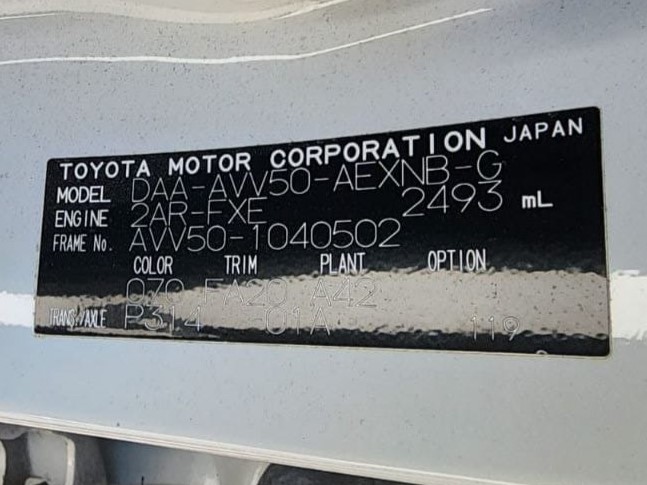 TOYOTA MOTOR CORPORATION JAPAN
MODEL DAA-AVV50-AEXNB-G
ENGINE 2AR-FXE 2493 mL
FRAME No. AVV50-1040502
COLOR TRIM PLANT OPTION
070 FA20 A42
TRANS/AXLE P314 01A 119